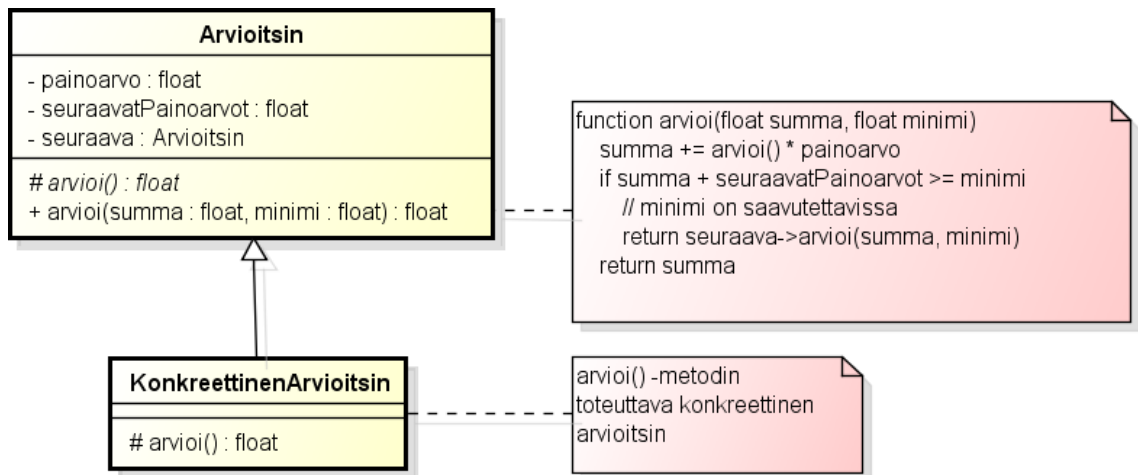 Arvioitsin
- painoarvo : float
- seuraavatPainoarvot : float
- seuraava : Arvioitsin
# arvioi() : float
+ arvioi(summa : float, minimi : float) : float
function arvioi(float summa, float minimi)
summa += arvioi() * painoarvo
if summa + seuraavatPainoarvot >= minimi
// minimi on saavutettavissa
return seuraava->arvioi(summa, minimi)
return summa
KonkreettinenArvioitsin
# arvioi() : float
arvioi() -metodin
toteuttava konkreettinen
arvioitsin